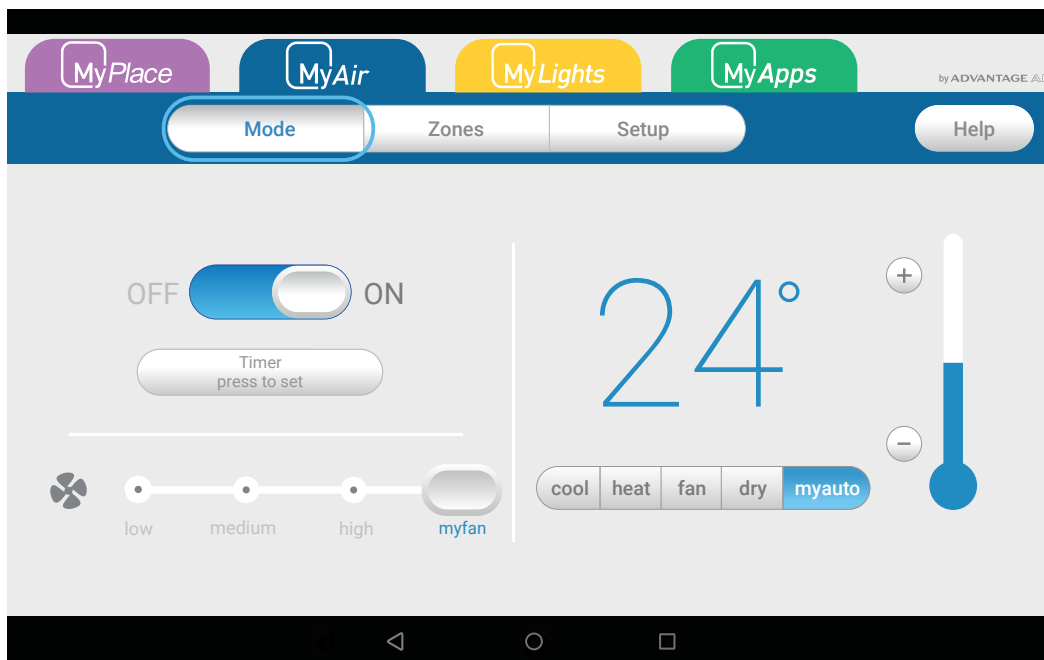 MyPlace MyAir MyLights MyApps by ADVANTAGE
Mode Zones Setup Help
OFF ON
Timer
press to set
24°
+
−
cool heat fan dry myauto
low medium high myfan